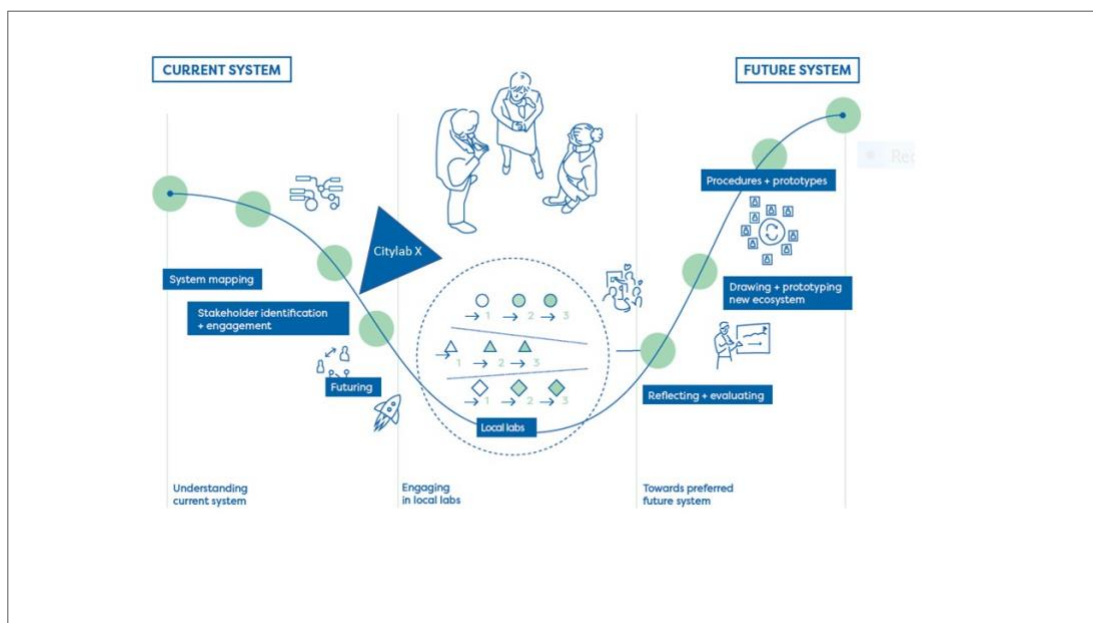 CURRENT SYSTEM
FUTURE SYSTEM
Citylab X
System mapping
Stakeholder identification
+ engagement
Futuring
→ 1 → 2 → 3
→ 1 → 2 → 3
→ 1 → 2 → 3
Local labs
Procedures + prototypes
Drawing + prototyping
new ecosystem
Reflecting + evaluating
Understanding
current system
Engaging
in local labs
Towards preferred
future system